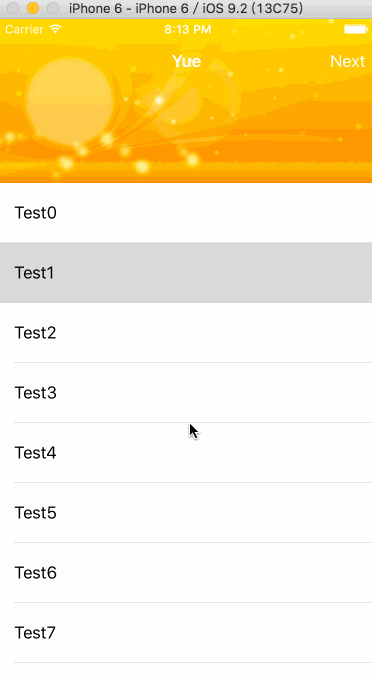 iPhone 6 - iPhone 6 / iOS 9.2 (13C75)
Carrier 8:13 PM
Yue Next
Test0
Test1
Test2
Test3
Test4
Test5
Test6
Test7